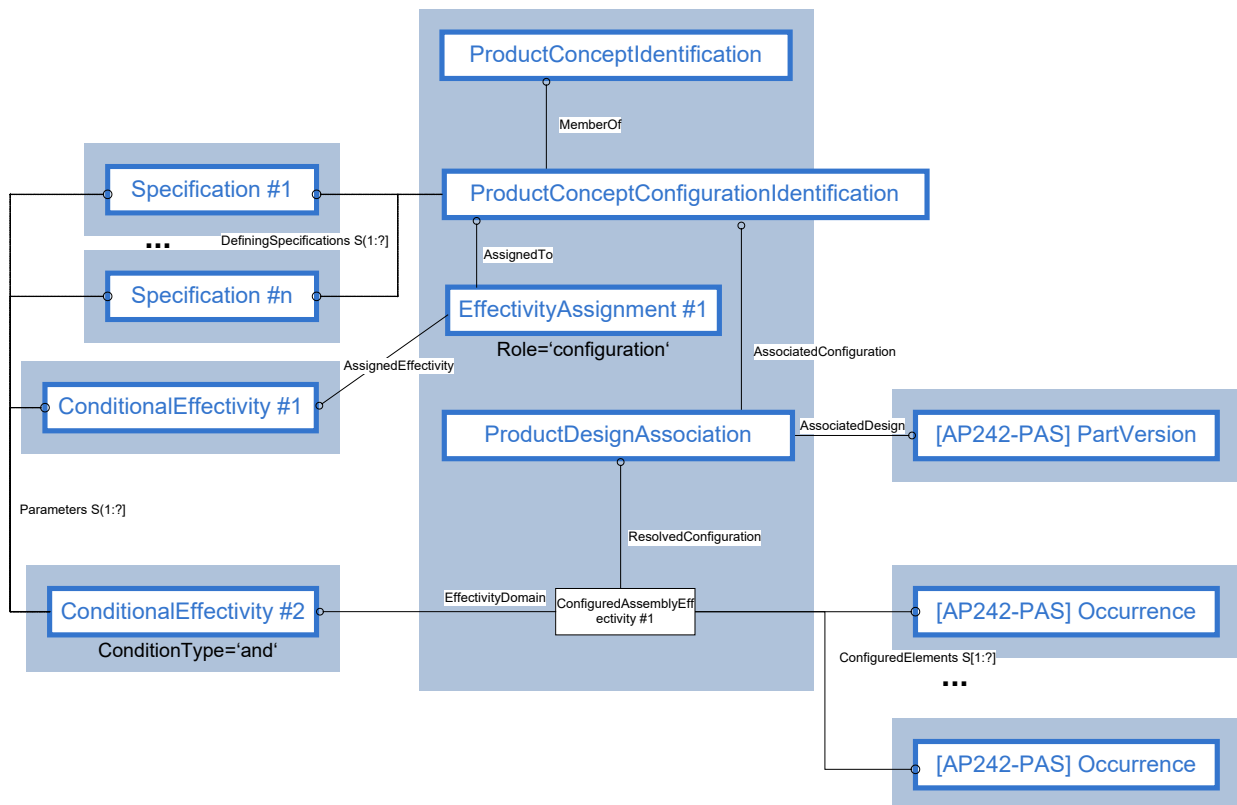 ProductConceptIdentification
MemberOf
Specification #1
ProductConceptConfigurationIdentification
...
DefiningSpecifications S(1:?]
AssignedTo
Specification #n
EffectivityAssignment #1
Role=‘configuration‘
AssociatedConfiguration
AssignedEffectivity
ConditionalEffectivity #1
ProductDesignAssociation
AssociatedDesign
[AP242-PAS] PartVersion
Parameters S(1:?]
ResolvedConfiguration
ConditionalEffectivity #2
ConditionType=‘and‘
EffectivityDomain
ConfiguredAssemblyEff
ectivity #1
[AP242-PAS] Occurrence
ConfiguredElements S[1:?]
...
[AP242-PAS] Occurrence